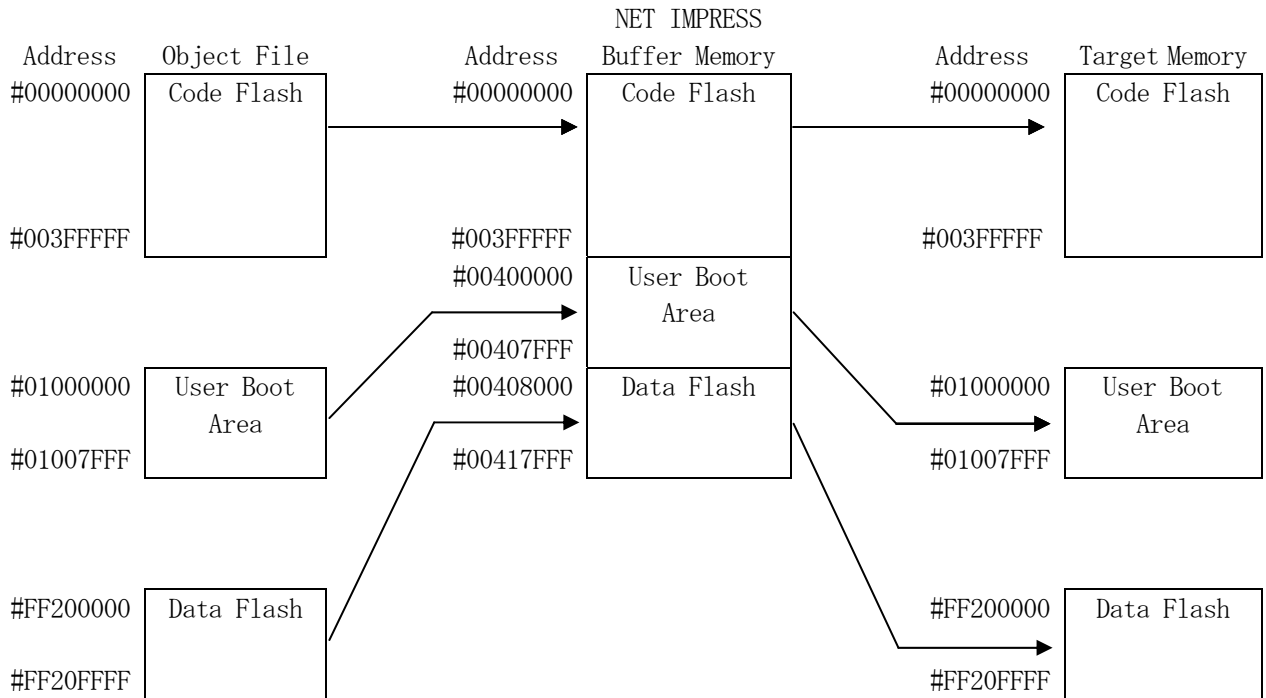 NET IMPRESS
Address Object File Address Buffer Memory Address Target Memory
#00000000 Code Flash #00000000 Code Flash #00000000 Code Flash
#003FFFFF #003FFFFF #003FFFFF
#00400000 User Boot
Area
#00407FFF
#01000000 User Boot #00408000 Data Flash #01000000 User Boot
Area Area
#01007FFF #00417FFF #01007FFF
#FF200000 Data Flash #FF200000 Data Flash
#FF20FFFF #FF20FFFF